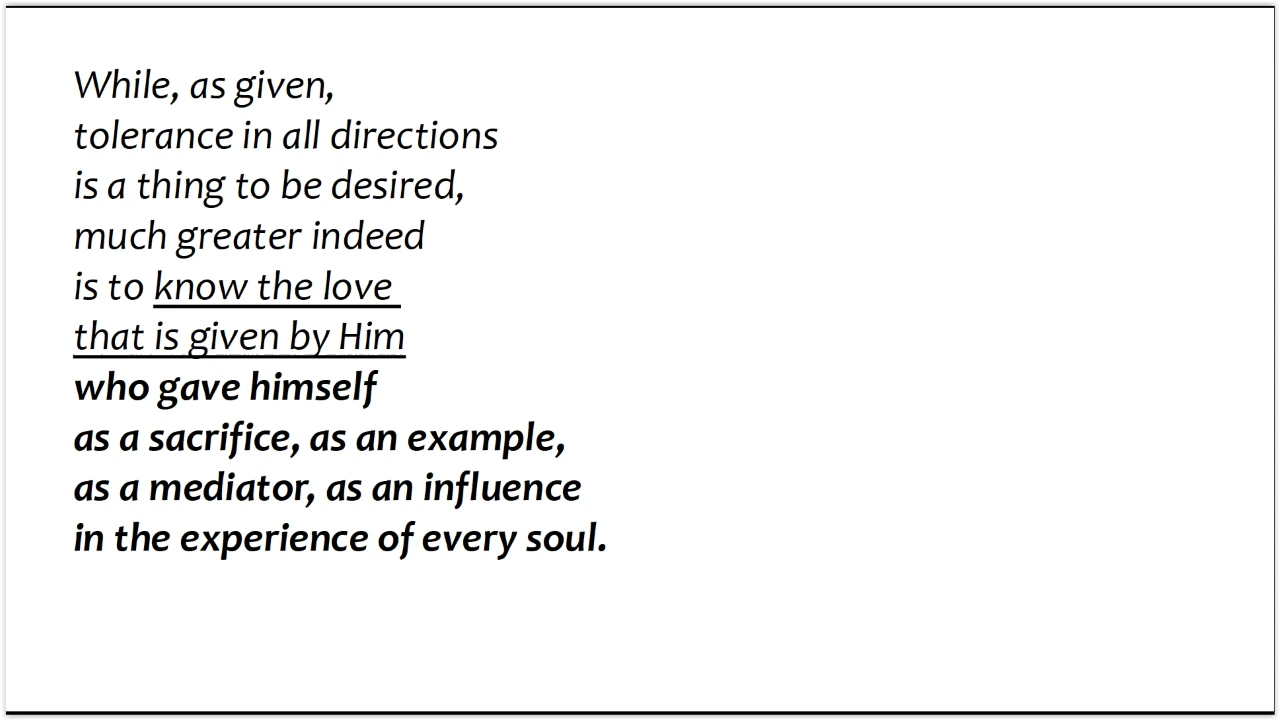 While, as given,
tolerance in all directions
is a thing to be desired,
much greater indeed
is to know the love
that is given by Him
who gave himself
as a sacrifice, as an example,
as a mediator, as an influence
in the experience of every soul.